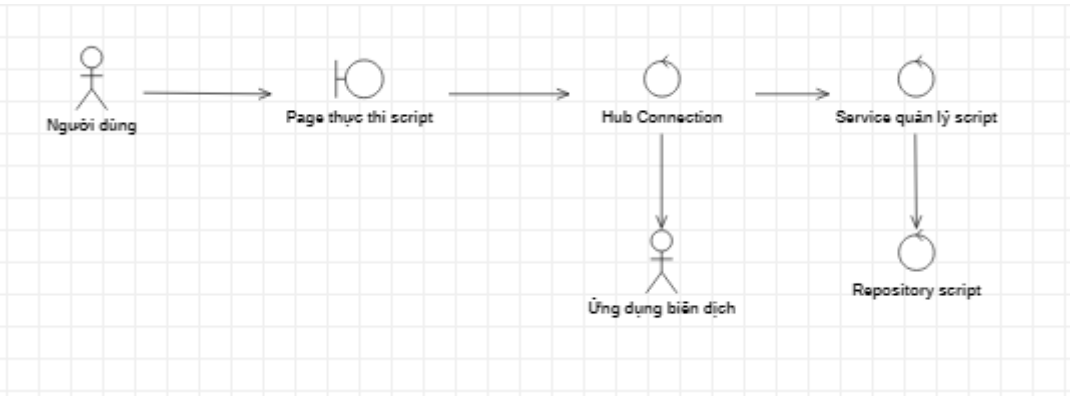 Người dùng
Page thực thi script
Hub Connection
Service quản lý script
Ứng dụng biên dịch
Repository script